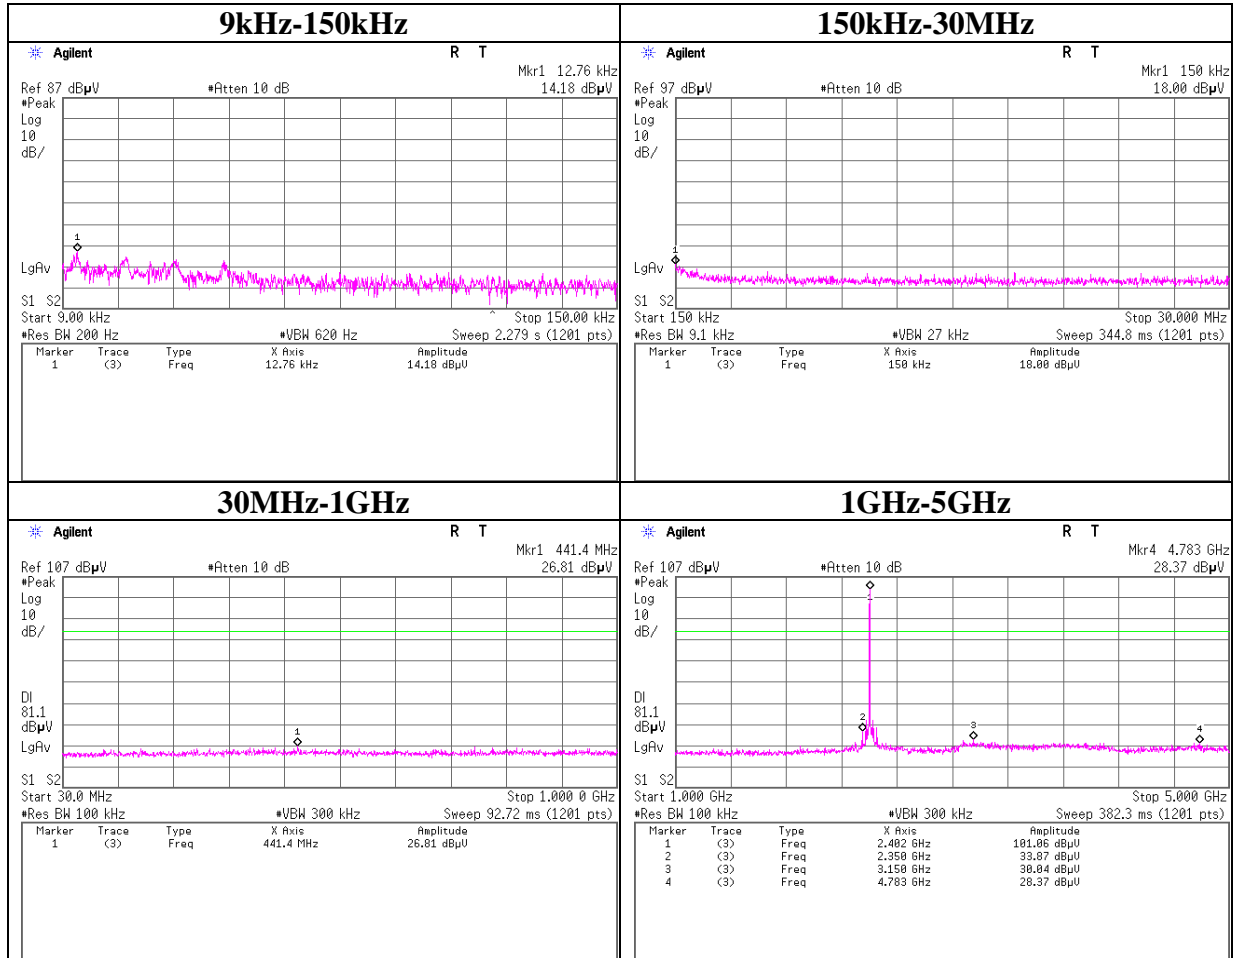 9kHz-150kHz
Agilent R T
Mkr1 12.76 kHz
Ref 87 dBµV #Atten 10 dB 14.18 dBµV
#Peak
Log
10
dB/
1
LgAv
S1 S2
Start 9.00 kHz ^ Stop 150.00 kHz
#Res BW 200 Hz #VBW 620 Hz Sweep 2.279 s (1201 pts)
Marker Trace Type X Axis Amplitude
1 (3) Freq 12.76 kHz 14.18 dBµV
150kHz-30MHz
Agilent R T
Mkr1 150 kHz
Ref 97 dBµV #Atten 10 dB 18.00 dBµV
#Peak
Log
10
dB/
1
LgAv
S1 S2
Start 150 kHz Stop 30.000 MHz
#Res BW 9.1 kHz #VBW 27 kHz Sweep 344.8 ms (1201 pts)
Marker Trace Type X Axis Amplitude
1 (3) Freq 150 kHz 18.00 dBµV
30MHz-1GHz
Agilent R T
Mkr1 441.4 MHz
Ref 107 dBµV #Atten 10 dB 26.81 dBµV
#Peak
Log
10
dB/
DI
81.1
dBµV
1
LgAv
S1 S2
Start 30.0 MHz Stop 1.000 0 GHz
#Res BW 100 kHz #VBW 300 kHz Sweep 92.72 ms (1201 pts)
Marker Trace Type X Axis Amplitude
1 (3) Freq 441.4 MHz 26.81 dBµV
1GHz-5GHz
Agilent R T
Mkr4 4.783 GHz
Ref 107 dBµV #Atten 10 dB 28.37 dBµV
#Peak
Log
10
dB/
1
DI
81.1
dBµV
2 3 4
LgAv
S1 S2
Start 1.000 GHz Stop 5.000 GHz
#Res BW 100 kHz #VBW 300 kHz Sweep 382.3 ms (1201 pts)
Marker Trace Type X Axis Amplitude
1 (3) Freq 2.402 GHz 101.06 dBµV
2 (3) Freq 2.350 GHz 33.87 dBµV
3 (3) Freq 3.150 GHz 30.04 dBµV
4 (3) Freq 4.783 GHz 28.37 dBµV